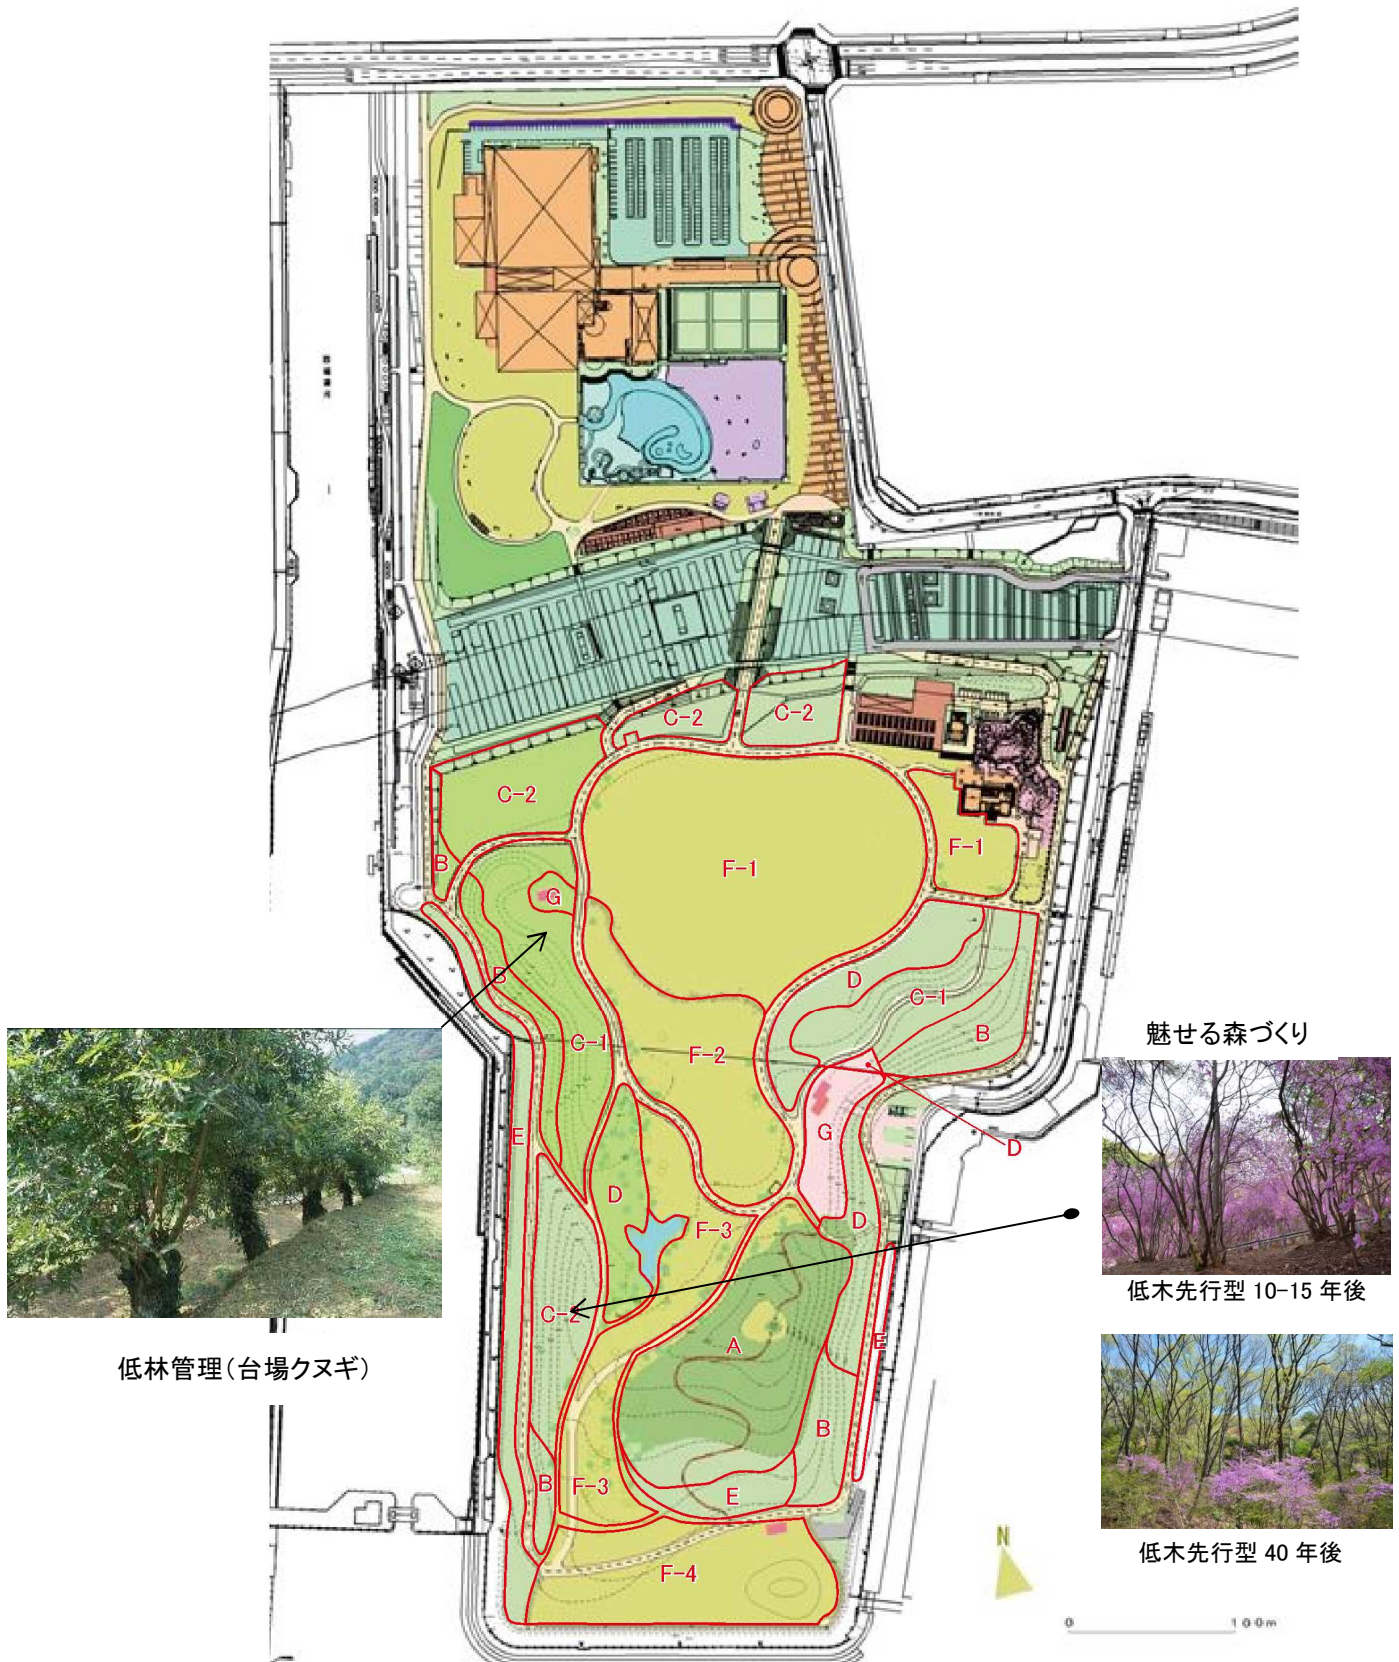 C-2
C-2
C-2
B
F-1
F-1
G
B
D
C-1
B
C-1
F-2
魅せる森づくり
E
G
D
D
D
F-3
低木先行型 10-15 年後
C-2
A
E
低林管理(台場クヌギ)
B
B
F-3
E
N
低木先行型 40 年後
F-4
0 100m